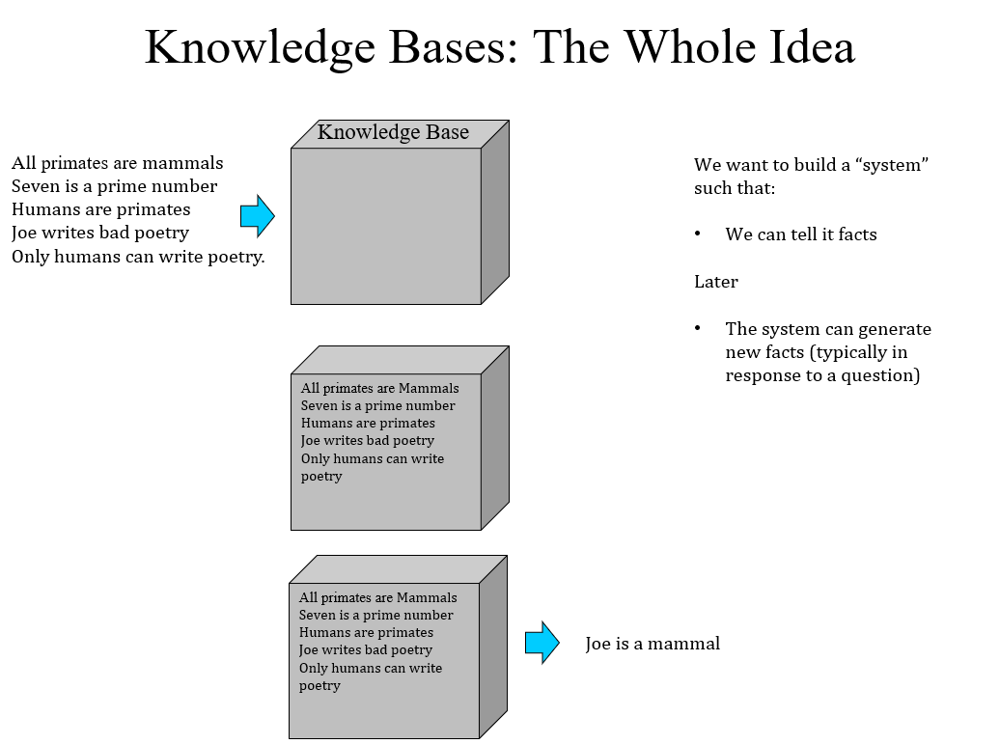 Knowledge Bases: The Whole Idea
Knowledge Base
All primates are mammals
Seven is a prime number
Humans are primates
Joe writes bad poetry
Only humans can write poetry.
We want to build a “system”
such that:
• We can tell it facts
Later
• The system can generate
new facts (typically in
response to a question)
All primates are Mammals
Seven is a prime number
Humans are primates
Joe writes bad poetry
Only humans can write
poetry
All primates are Mammals
Seven is a prime number
Humans are primates
Joe writes bad poetry
Only humans can write
poetry
Joe is a mammal